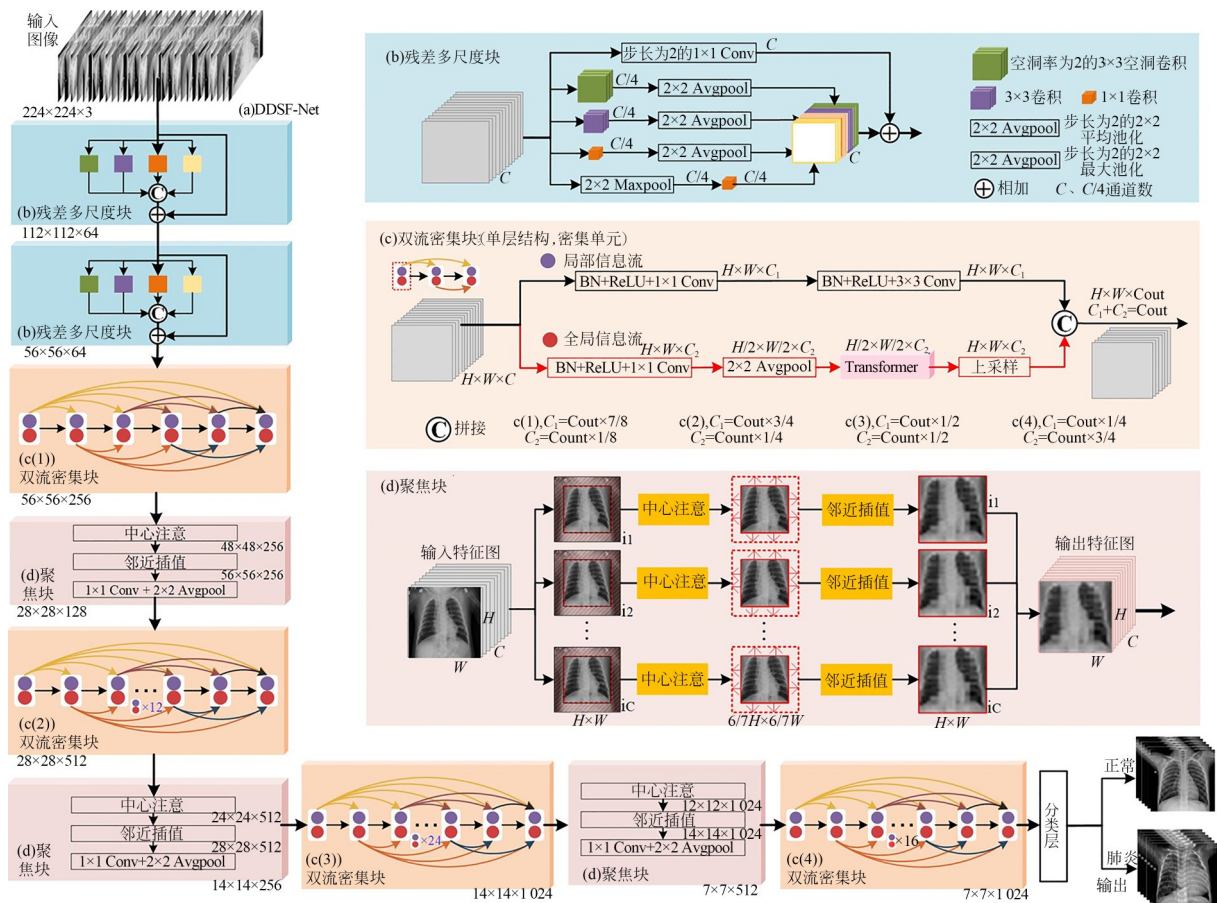 输入
图像
224×224×3
(a)DDSF-Net
(b)残差多尺度块
112×112×64
C
(b)残差多尺度块
56×56×64
C
(c(1))
双流密集块
56×56×256
中心注意
48×48×256
邻近插值
56×56×256
1×1 Conv + 2×2 Avgpool
(d)聚
焦块
28×28×128
×12
(c(2))
双流密集块
28×28×512
中心注意
24×24×512
邻近插值
28×28×512
1×1 Conv+2×2 Avgpool
(d)聚
焦块
14×14×256
×24
(c(3))
双流密集块
14×14×1 024
中心注意
12×12×1 024
邻近插值
14×14×1 024
1×1 Conv+2×2 Avgpool
(d)聚焦块
7×7×512
×16
(c(4))
双流密集块
7×7×1 024
分类层
正常
肺炎
输出
(b)残差多尺度块
C
步长为2的1×1 Conv
C
C/4
2×2 Avgpool
C/4
2×2 Avgpool
C/4
2×2 Avgpool
2×2 Maxpool
C/4
C/4
C
空洞率为2的3×3空洞卷积
3×3卷积
1×1卷积
2×2 Avgpool
步长为2的2×2
平均池化
2×2 Avgpool
步长为2的2×2
最大池化
相加
C、C/4通道数
(c)双流密集块(单层结构,密集单元)
局部信息流
BN+ReLU+1×1 Conv
H×W×C₁
BN+ReLU+3×3 Conv
H×W×C₁
H×W×C
全局信息流
BN+ReLU+1×1 Conv
H×W×C₂
2×2 Avgpool
H/2×W/2×C₂
Transformer
H/2×W/2×C₂
上采样
H×W×C₂
C
H×W×Cout
C₁+C₂=Cout
C
拼接
c(1),C₁=Cout×7/8
C₂=Count×1/8
c(2),C₁=Cout×3/4
C₂=Count×1/4
c(3),C₁=Cout×1/2
C₂=Count×1/2
c(4),C₁=Cout×1/4
C₂=Count×3/4
(d)聚焦块
输入特征图
H
W
C
i1
中心注意
邻近插值
i1
i2
中心注意
邻近插值
i2
iC
中心注意
邻近插值
iC
H×W
6/7H×6/7W
H×W
输出特征图
H
W
C